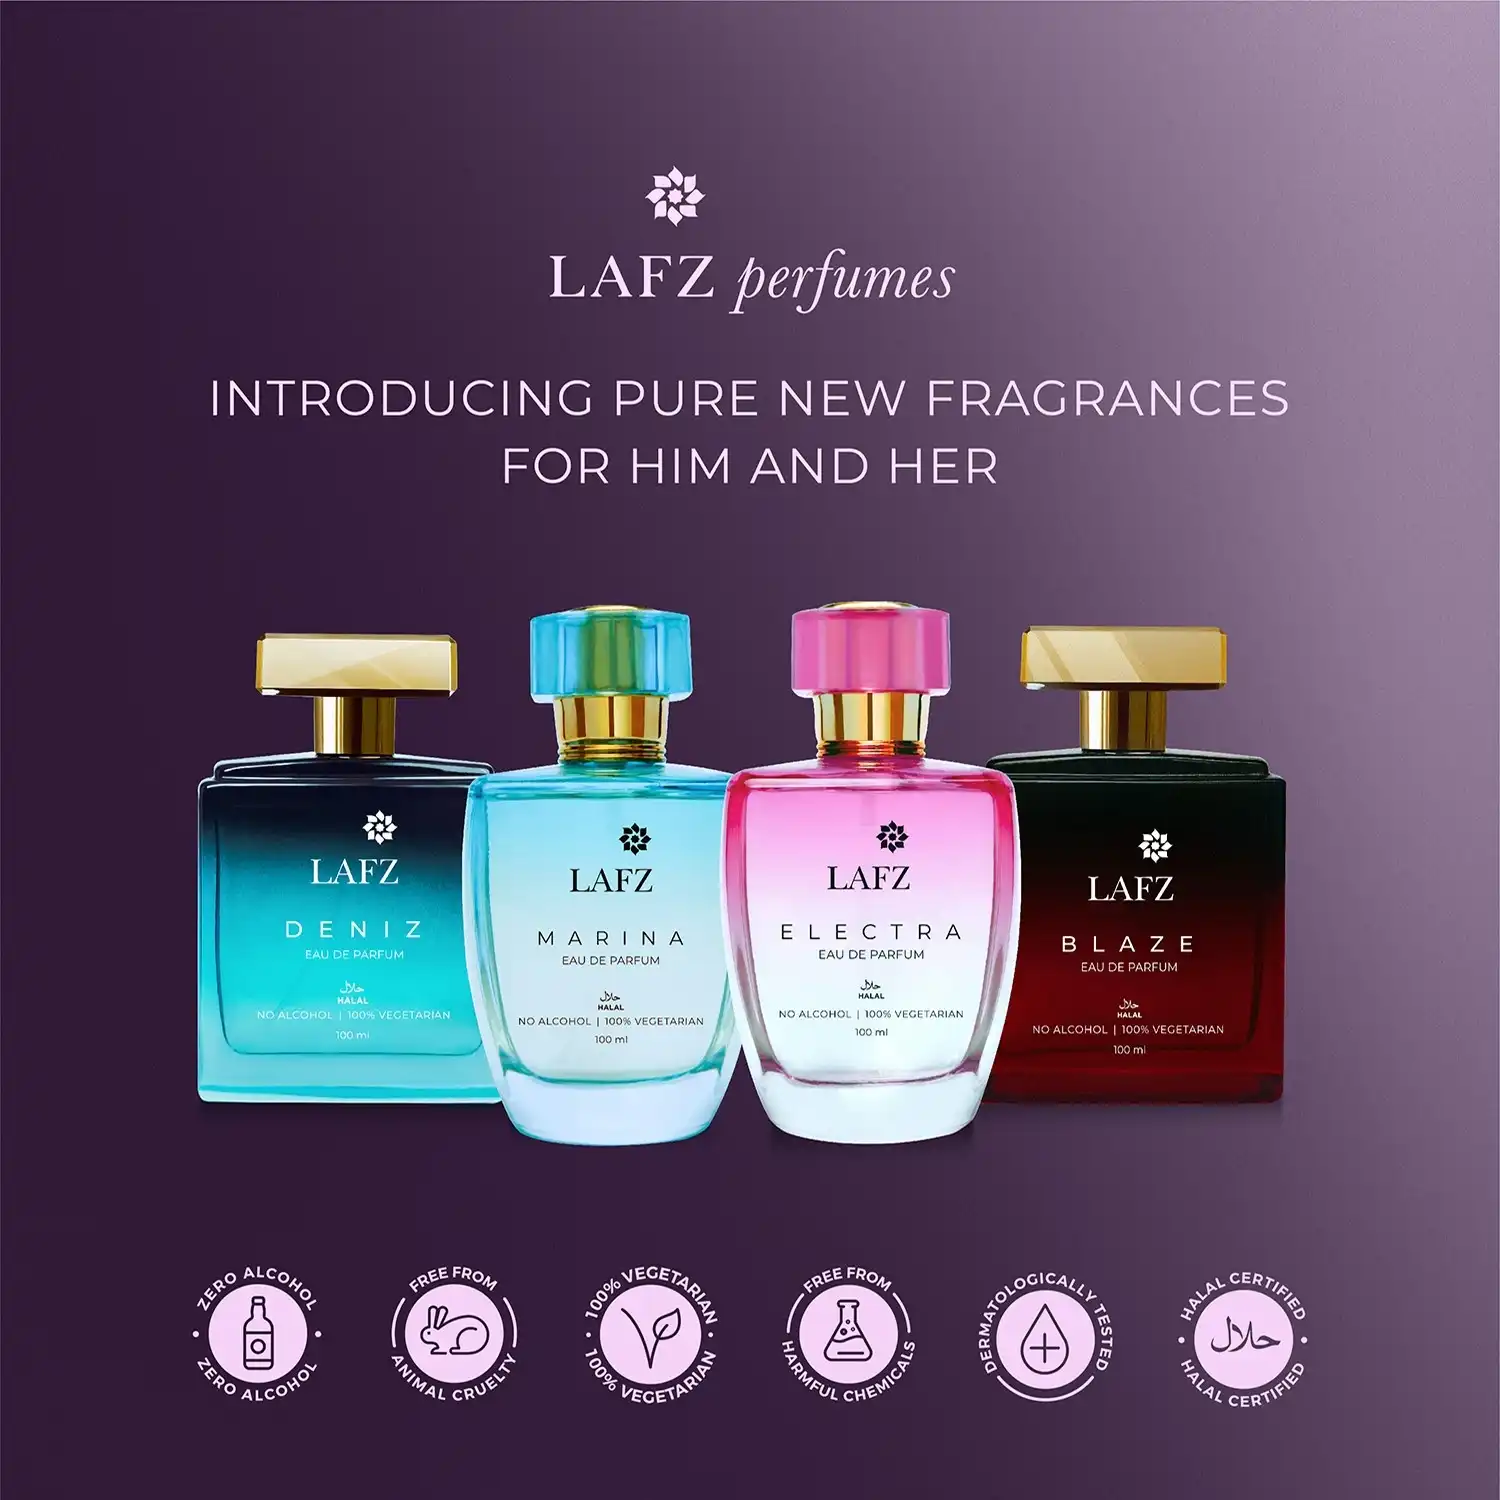 LAFZ perfumes
INTRODUCING PURE NEW FRAGRANCES
FOR HIM AND HER
LAFZ
DENIZ
EAU DE PARFUM
حلال
HALAL
NO ALCOHOL | 100% VEGETARIAN
100 ml
LAFZ
MARINA
EAU DE PARFUM
حلال
HALAL
NO ALCOHOL | 100% VEGETARIAN
100 ml
LAFZ
ELECTRA
EAU DE PARFUM
حلال
HALAL
NO ALCOHOL | 100% VEGETARIAN
100 ml
LAFZ
BLAZE
EAU DE PARFUM
حلال
HALAL
NO ALCOHOL | 100% VEGETARIAN
100 ml
ZERO ALCOHOL
ZERO ALCOHOL
FREE FROM
ANIMAL CRUELTY
100% VEGETARIAN
100% VEGETARIAN
FREE FROM
HARMFUL CHEMICALS
DERMATOLOGICALLY TESTED
HALAL CERTIFIED
حلال
HALAL CERTIFIED